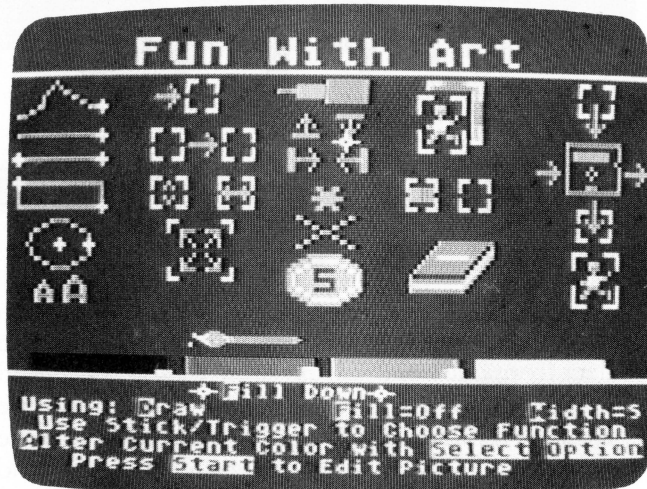 Fun With Art
A A
S
Fill Down
Using: Draw Fill=Off Width=S
Use Stick/Trigger to Choose Function
Alter Current Color with Select Option
Press Start to Edit Picture